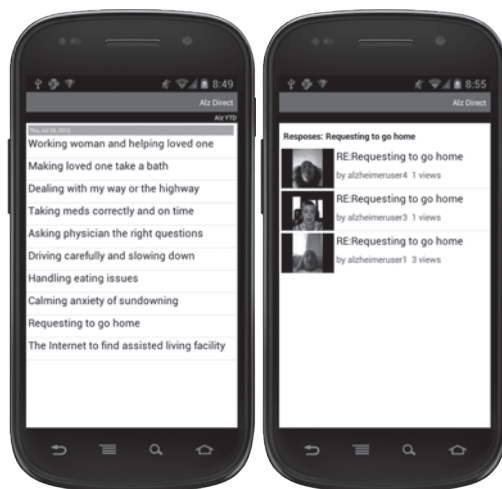 8:49
Alz Direct
Alz YTD
Thu, Jul 26, 2012
Working woman and helping loved one
Making loved one take a bath
Dealing with my way or the highway
Taking meds correctly and on time
Asking physician the right questions
Driving carefully and slowing down
Handling eating issues
Calming anxiety of sundowning
Requesting to go home
The Internet to find assisted living facility
8:55
Alz Direct
Resposes: Requesting to go home
RE:Requesting to go home
by alzheimeruser4 1 views
RE:Requesting to go home
by alzheimeruser3 1 views
RE:Requesting to go home
by alzheimeruser1 3 views